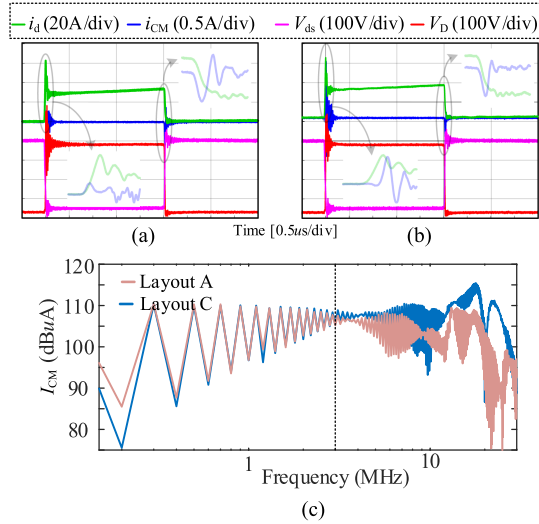 i_d (20A/div) i_CM (0.5A/div) V_ds (100V/div) V_D (100V/div)
(a) Time [0.5us/div] (b)
120
110
100
90
80
I_CM (dBuA)
Layout A
Layout C
1 10
Frequency (MHz)
(c)